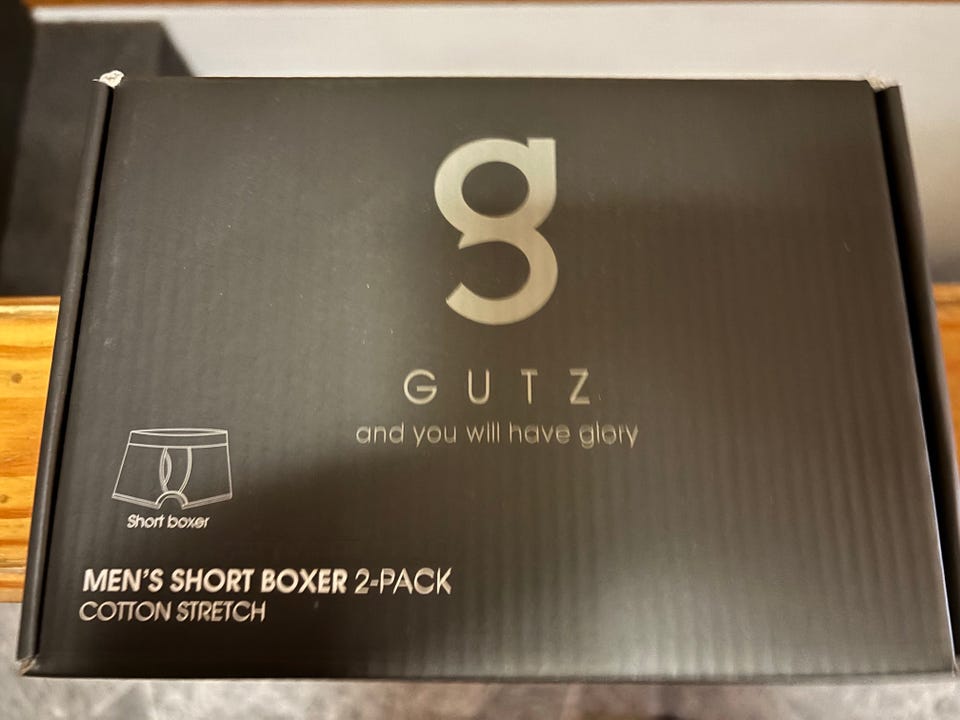 g
GUTZ
and you will have glory
Short boxer
MEN'S SHORT BOXER 2-PACK
COTTON STRETCH